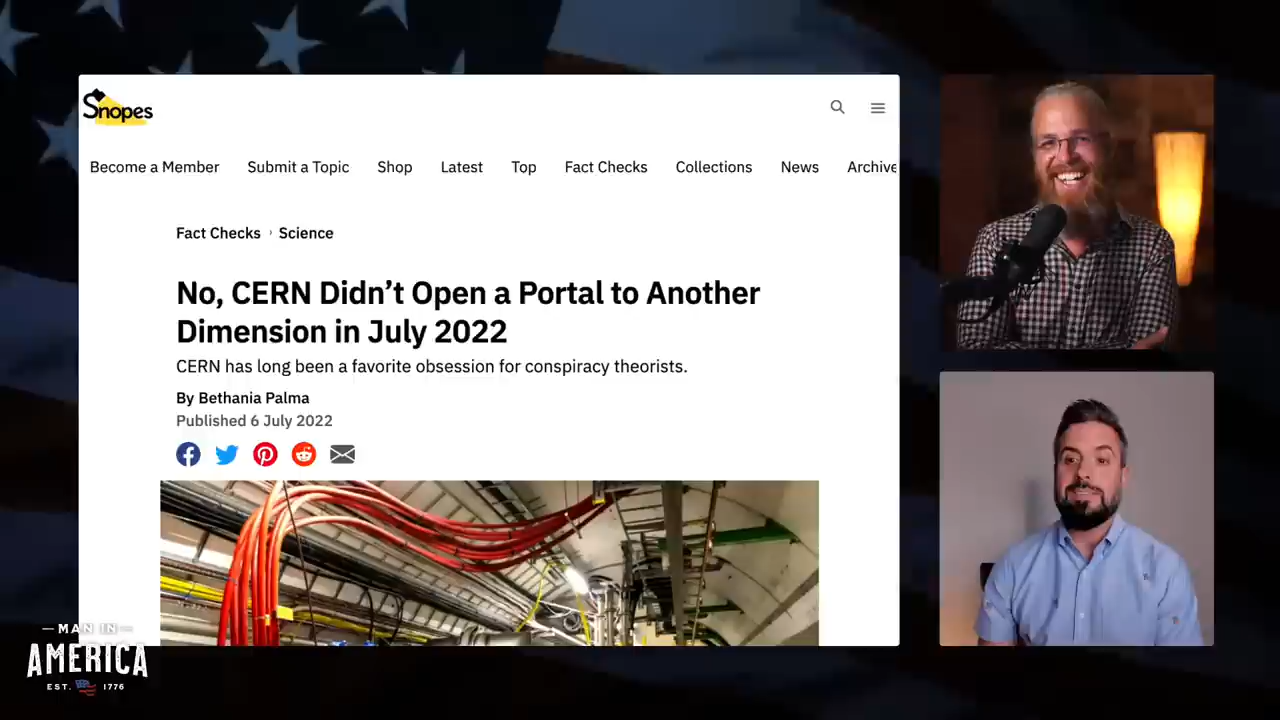 Snopes
Become a Member Submit a Topic Shop Latest Top Fact Checks Collections News Archive
Fact Checks › Science
No, CERN Didn’t Open a Portal to Another
Dimension in July 2022
CERN has long been a favorite obsession for conspiracy theorists.
By Bethania Palma
Published 6 July 2022
MAN IN
AMERICA
EST. 1776